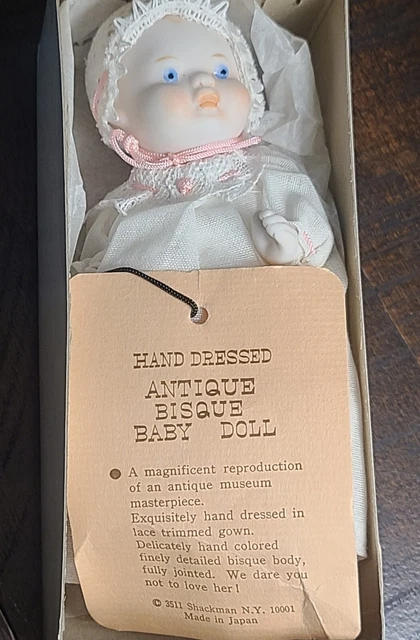 HAND DRESSED
ANTIQUE
BISQUE
BABY DOLL
A magnificent reproduction
of an antique museum
masterpiece.
Exquisitely hand dressed in
lace trimmed gown.
Delicately hand colored
finely detailed bisque body,
fully jointed. We dare you
not to love her!
© 3511 Shackman N.Y. 10001
Made in Japan